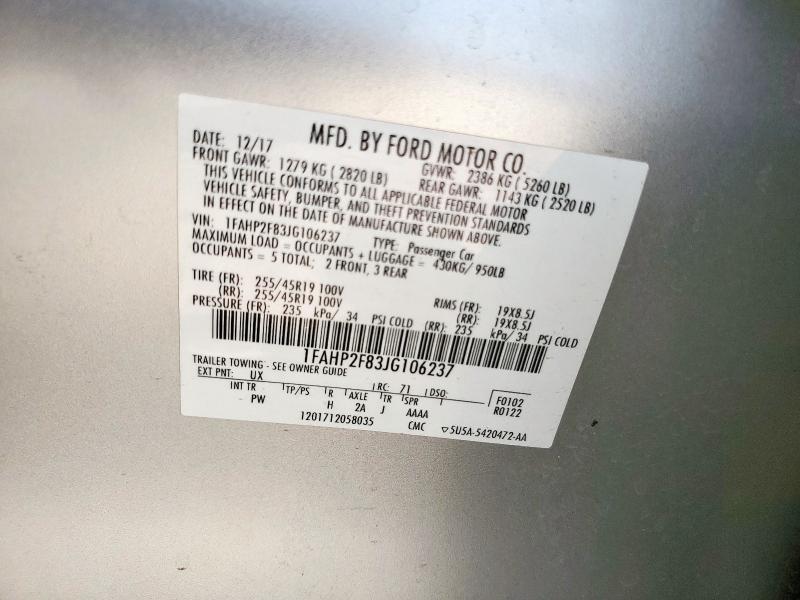 MFD. BY FORD MOTOR CO.
DATE: 12/17 GVWR: 2386 KG ( 5260 LB)
FRONT GAWR: 1279 KG ( 2820 LB) REAR GAWR: 1143 KG ( 2520 LB)
THIS VEHICLE CONFORMS TO ALL APPLICABLE FEDERAL MOTOR
VEHICLE SAFETY, BUMPER, AND THEFT PREVENTION STANDARDS
IN EFFECT ON THE DATE OF MANUFACTURE SHOWN ABOVE.
VIN: 1FAHP2F83JG106237 TYPE: Passenger Car
MAXIMUM LOAD = OCCUPANTS + LUGGAGE = 430KG/ 950LB
OCCUPANTS = 5 TOTAL; 2 FRONT, 3 REAR
TIRE (FR): 255/45R19 100V RIMS (FR): 19X8.5J
(RR): 255/45R19 100V (RR): 19X8.5J
PRESSURE (FR): 235 kPa/ 34 PSI COLD (RR): 235 kPa/ 34 PSI COLD
1FAHP2F83JG106237
TRAILER TOWING - SEE OWNER GUIDE
EXT PNT: UX RC: 71 DSO: F0102
INT TR TP/PS R AXLE TR SPR R0122
PW H 2A J AAAA
1201712058035 CMC ▽5U5A-5420472-AA